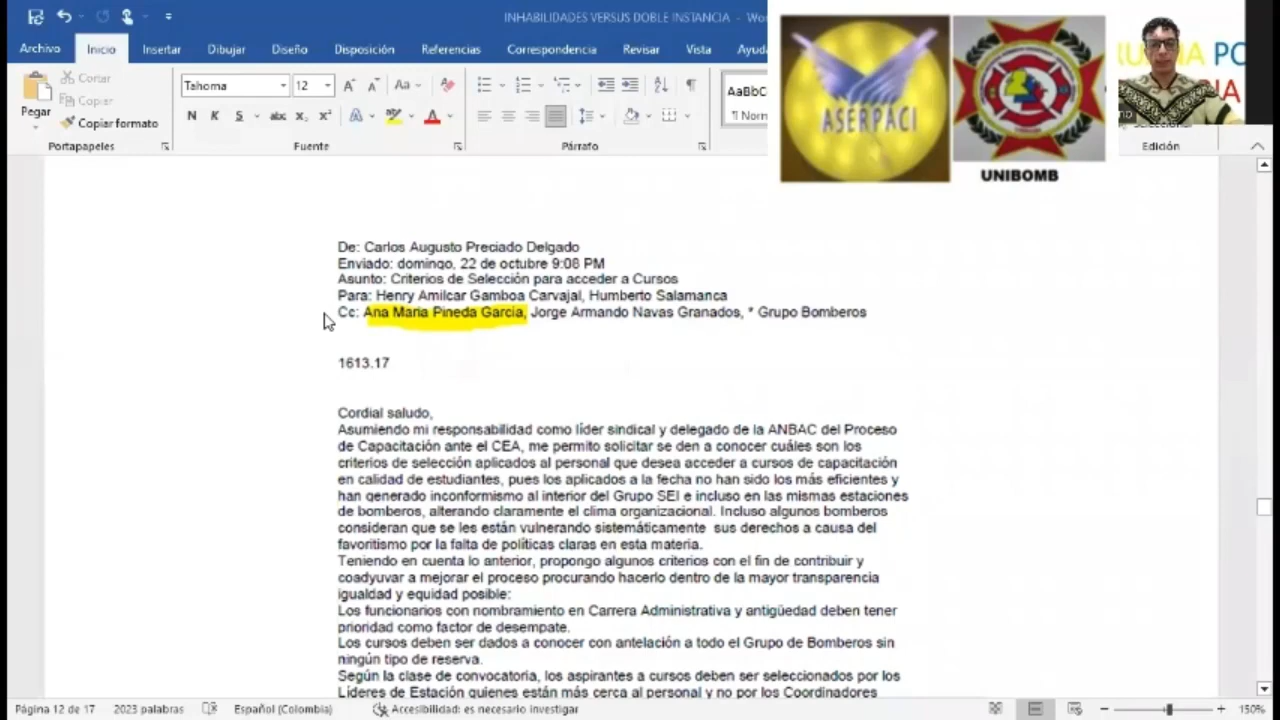 INHABILIDADES VERSUS DOBLE INSTANCIA -
Archivo Inicio Insertar Dibujar Diseño Disposición Referencias Correspondencia Revisar Vista
Cortar
Copiar
Copiar formato
Pegar
Tahoma 12
Aa
AaBbC
N K S abc x₂ x²
¶ Norn
Portapapeles Fuente Párrafo Edición
ASERPACI
UNIBOMB
De: Carlos Augusto Preciado Delgado
Enviado: domingo, 22 de octubre 9:08 PM
Asunto: Criterios de Selección para acceder a Cursos
Para: Henry Amilcar Gamboa Carvajal, Humberto Salamanca
Cc: Ana Maria Pineda Garcia, Jorge Armando Navas Granados, * Grupo Bomberos
1613.17
Cordial saludo,
Asumiendo mi responsabilidad como líder sindical y delegado de la ANBAC del Proceso
de Capacitación ante el CEA, me permito solicitar se den a conocer cuáles son los
criterios de selección aplicados al personal que desea acceder a cursos de capacitación
en calidad de estudiantes, pues los aplicados a la fecha no han sido los más eficientes y
han generado inconformismo al interior del Grupo SEI e incluso en las mismas estaciones
de bomberos, alterando claramente el clima organizacional. Incluso algunos bomberos
consideran que se les están vulnerando sistemáticamente sus derechos a causa del
favoritismo por la falta de políticas claras en esta materia.
Teniendo en cuenta lo anterior, propongo algunos criterios con el fin de contribuir y
coadyuvar a mejorar el proceso procurando hacerlo dentro de la mayor transparencia
igualdad y equidad posible:
Los funcionarios con nombramiento en Carrera Administrativa y antigüedad deben tener
prioridad como factor de desempate.
Los cursos deben ser dados a conocer con antelación a todo el Grupo de Bomberos sin
ningún tipo de reserva.
Según la clase de convocatoria, los aspirantes a cursos deben ser seleccionados por los
Líderes de Estación quienes están más cerca al personal y no por los Coordinadores
Página 12 de 17 2023 palabras Español (Colombia) Accesibilidad: es necesario investigar 150%